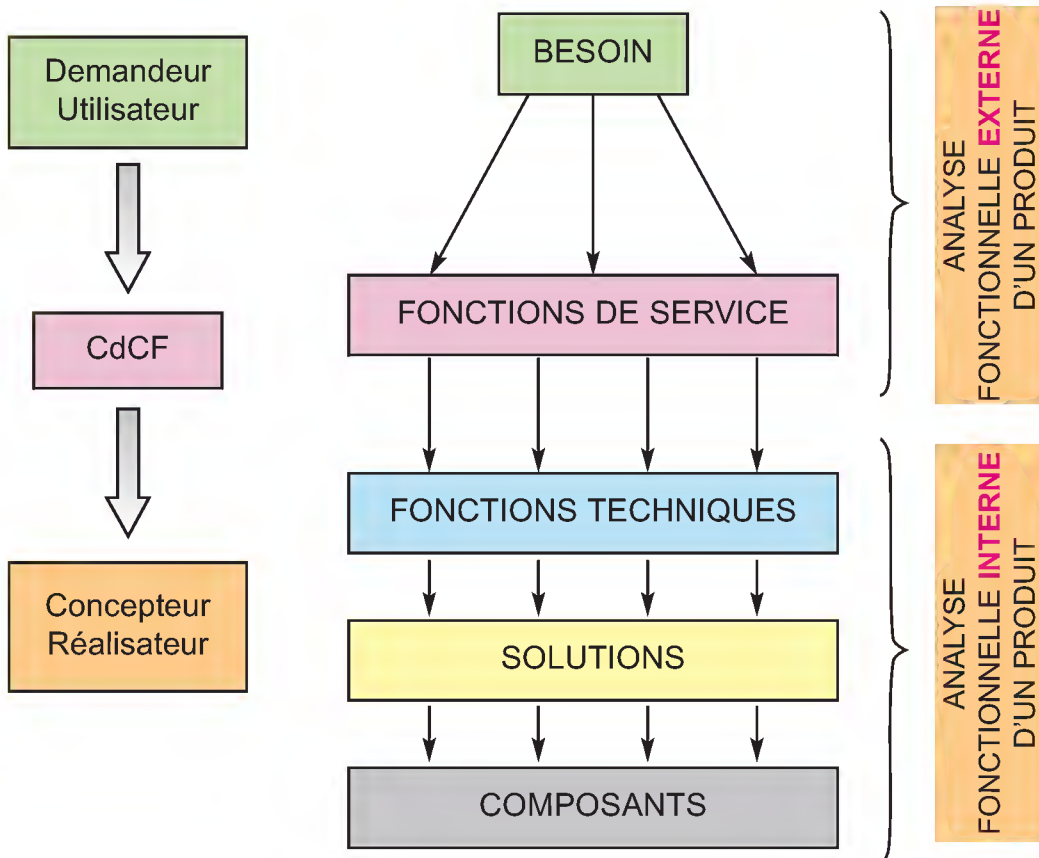 Demandeur
Utilisateur
CdCF
Concepteur
Réalisateur
BESOIN
FONCTIONS DE SERVICE
FONCTIONS TECHNIQUES
SOLUTIONS
COMPOSANTS
ANALYSE
FONCTIONNELLE EXTERNE
D'UN PRODUIT
ANALYSE
FONCTIONNELLE INTERNE
D'UN PRODUIT